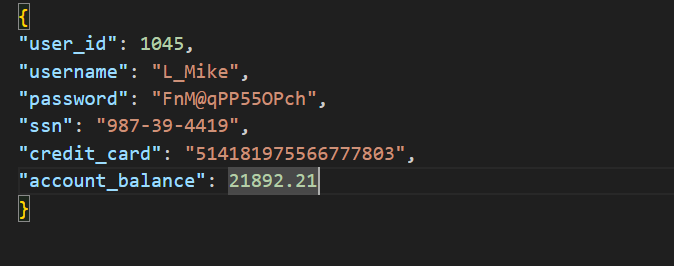 {
"user_id": 1045,
"username": "L_Mike",
"password": "FnM@qPP55OPch",
"ssn": "987-39-4419",
"credit_card": "514181975566777803",
"account_balance": 21892.21
}